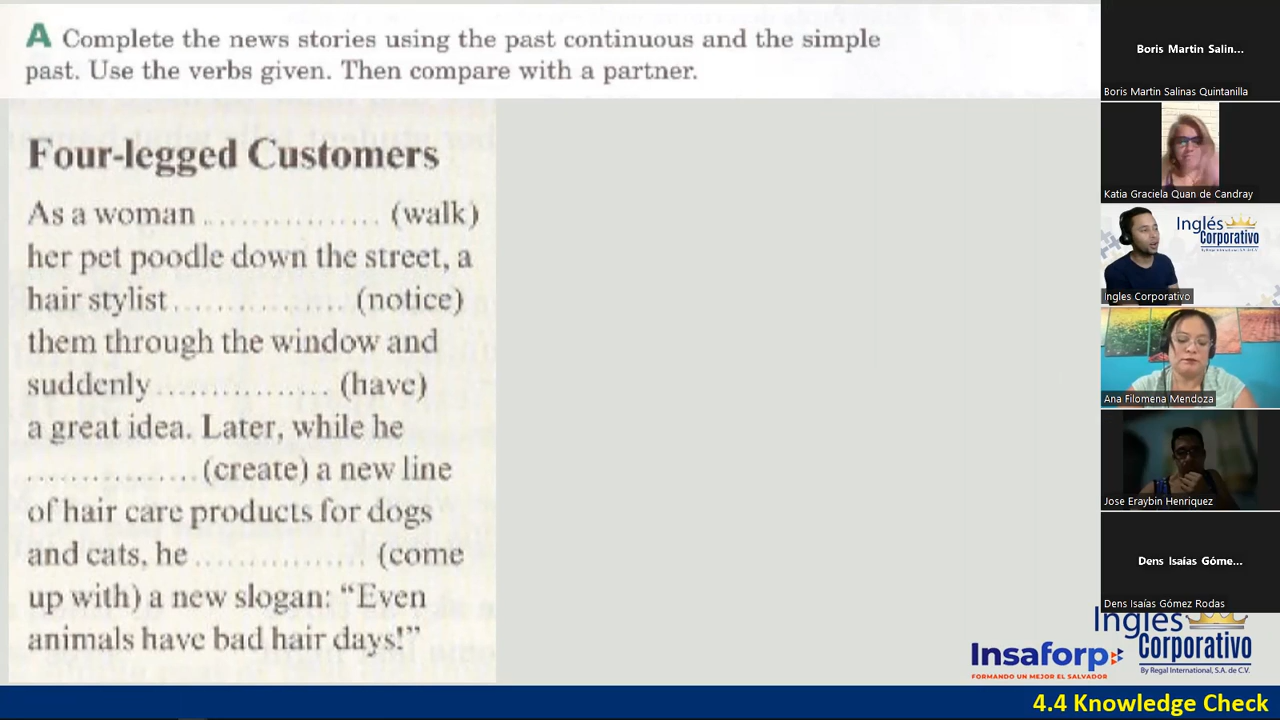 A Complete the news stories using the past continuous and the simple
past. Use the verbs given. Then compare with a partner.
Four-legged Customers
As a woman ................ (walk)
her pet poodle down the street, a
hair stylist ................ (notice)
them through the window and
suddenly ................ (have)
a great idea. Later, while he
................ (create) a new line
of hair care products for dogs
and cats, he ................ (come
up with) a new slogan: “Even
animals have bad hair days!”
Boris Martin Salin...
Boris Martin Salinas Quintanilla
Katia Graciela Quan de Candray
Inglés
Corporativo
By Regal International, S.A. de C.V.
Ingles Corporativo
Ana Filomena Mendoza
Jose Eraybin Henriquez
Dens Isaías Góme...
Dens Isaías Gómez Rodas
Insaforp
FORMANDO UN MEJOR EL SALVADOR
Inglés
Corporativo
By Regal International, S.A. de C.V.
4.4 Knowledge Check